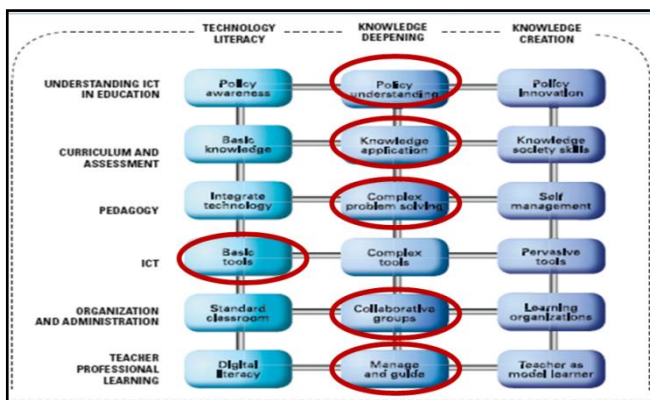 TECHNOLOGY LITERACY
KNOWLEDGE DEEPENING
KNOWLEDGE CREATION
UNDERSTANDING ICT IN EDUCATION
Policy awareness
Policy understanding
Policy Innovation
CURRICULUM AND ASSESSMENT
Basic knowledge
Knowledge application
Knowledge society skills
PEDAGOGY
Integrate technology
Complex problem solving
Self management
ICT
Basic tools
Complex tools
Pervasive tools
ORGANIZATION AND ADMINISTRATION
Standard classroom
Collaborative groups
Learning organizations
TEACHER PROFESSIONAL LEARNING
Digital literacy
Manage and guide
Teacher as model learner